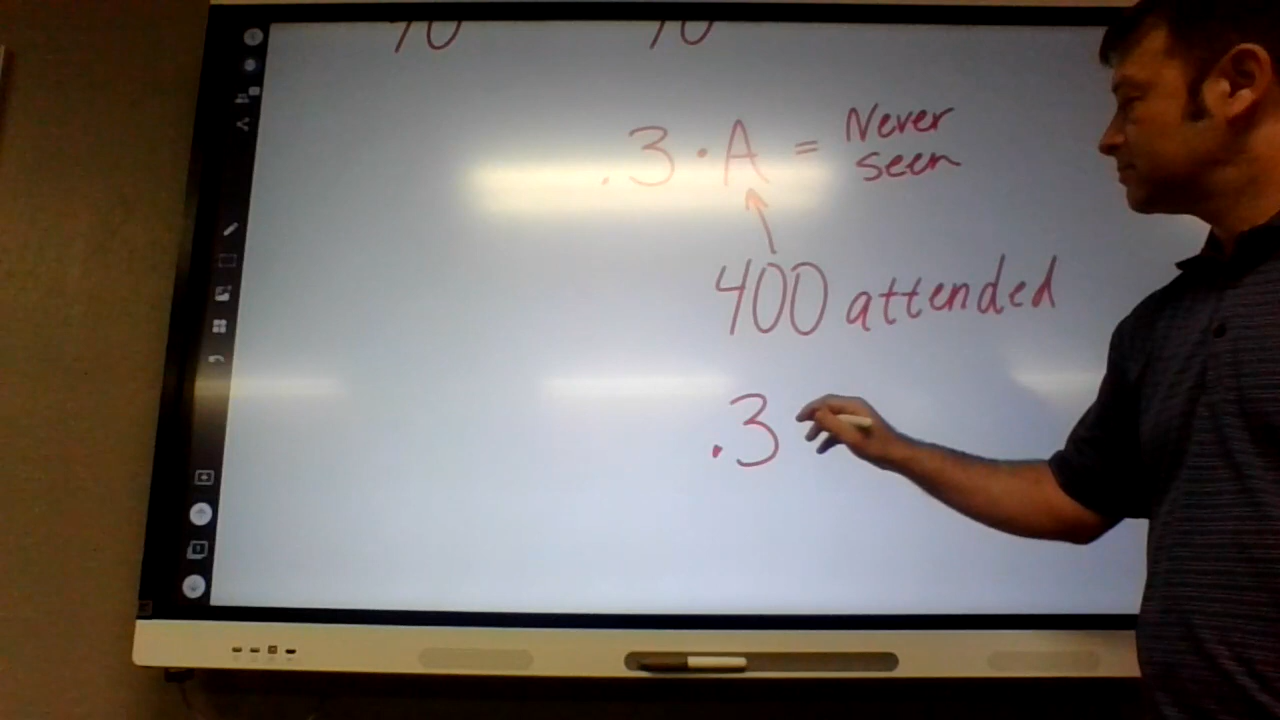 .3 · A = Never seen
400 attended
.3